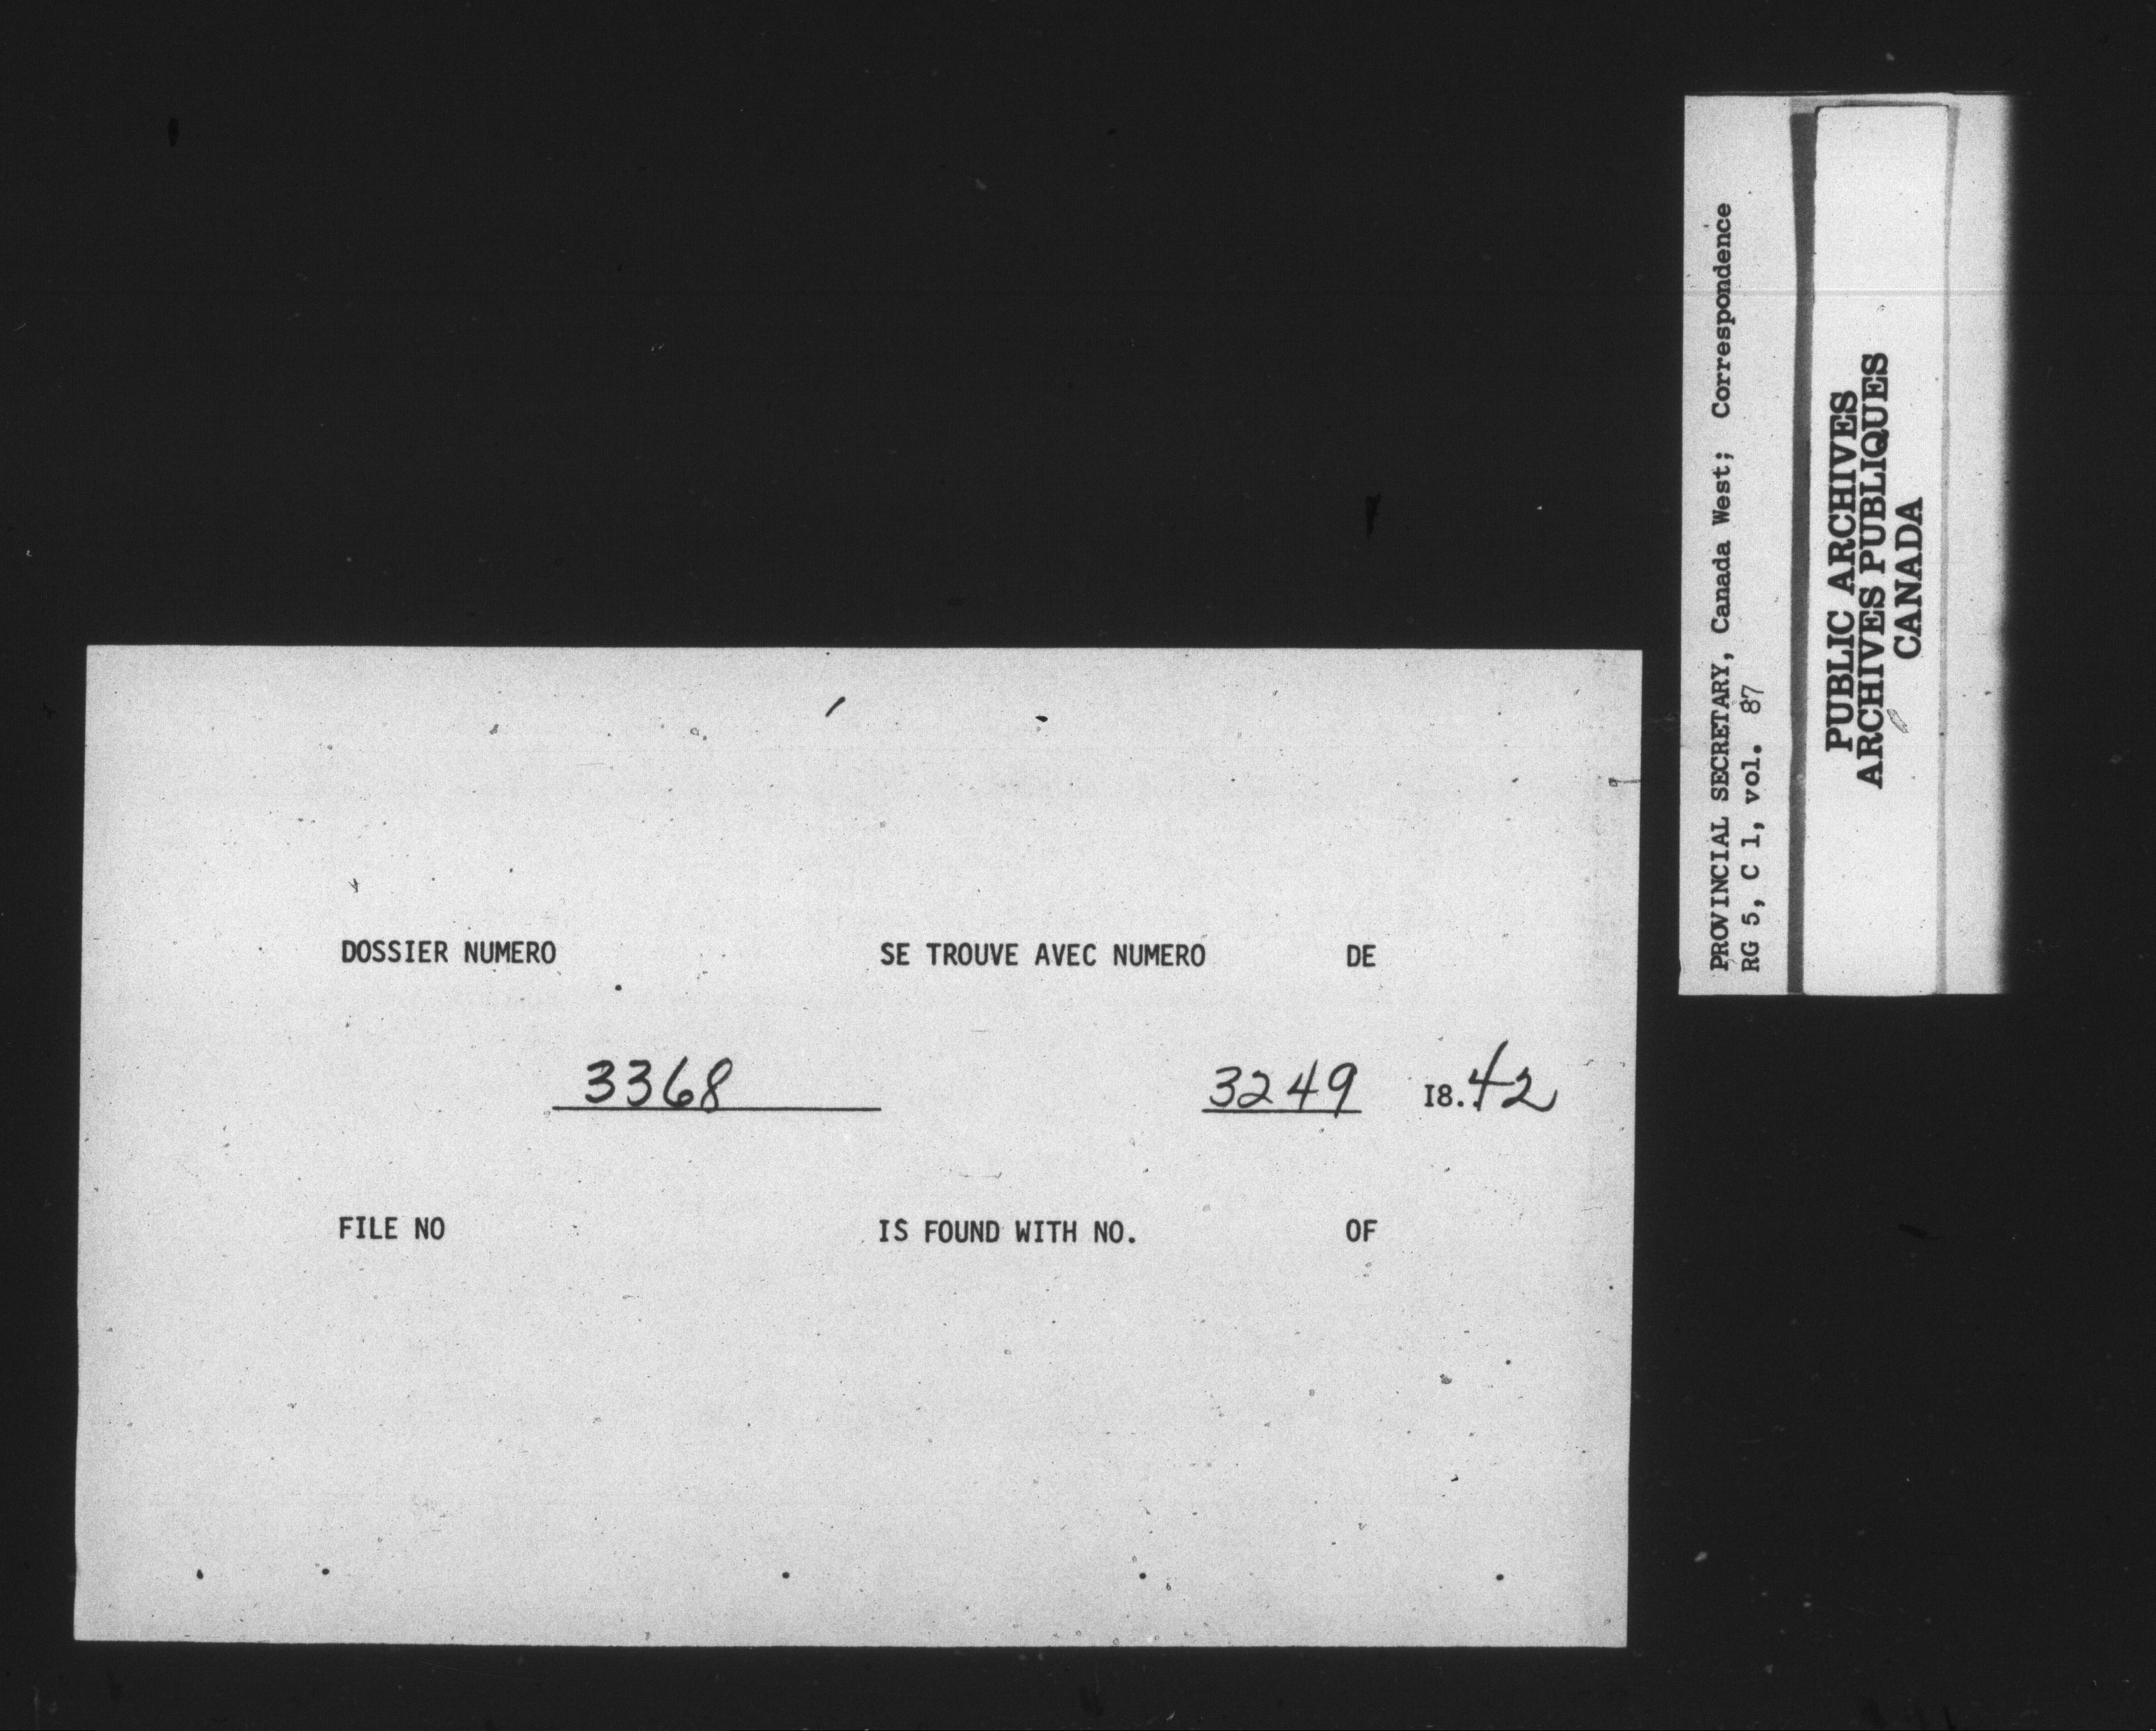 DOSSIER NUMERO SE TROUVE AVEC NUMERO DE
3368 3249 18.42
FILE NO IS FOUND WITH NO. OF
PROVINCIAL SECRETARY, Canada West; Correspondence
RG 5, C 1, vol. 87
PUBLIC ARCHIVES
ARCHIVES PUBLIQUES
CANADA